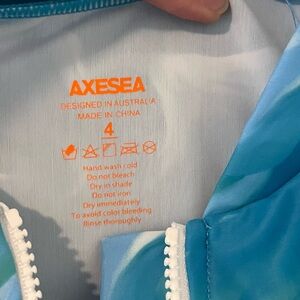 AXESEA
DESIGNED IN AUSTRALIA
MADE IN CHINA
4
Hand wash cold
Do not bleach
Dry in shade
Do not iron
Dry immediately
To avoid color bleeding
Rinse thoroughly